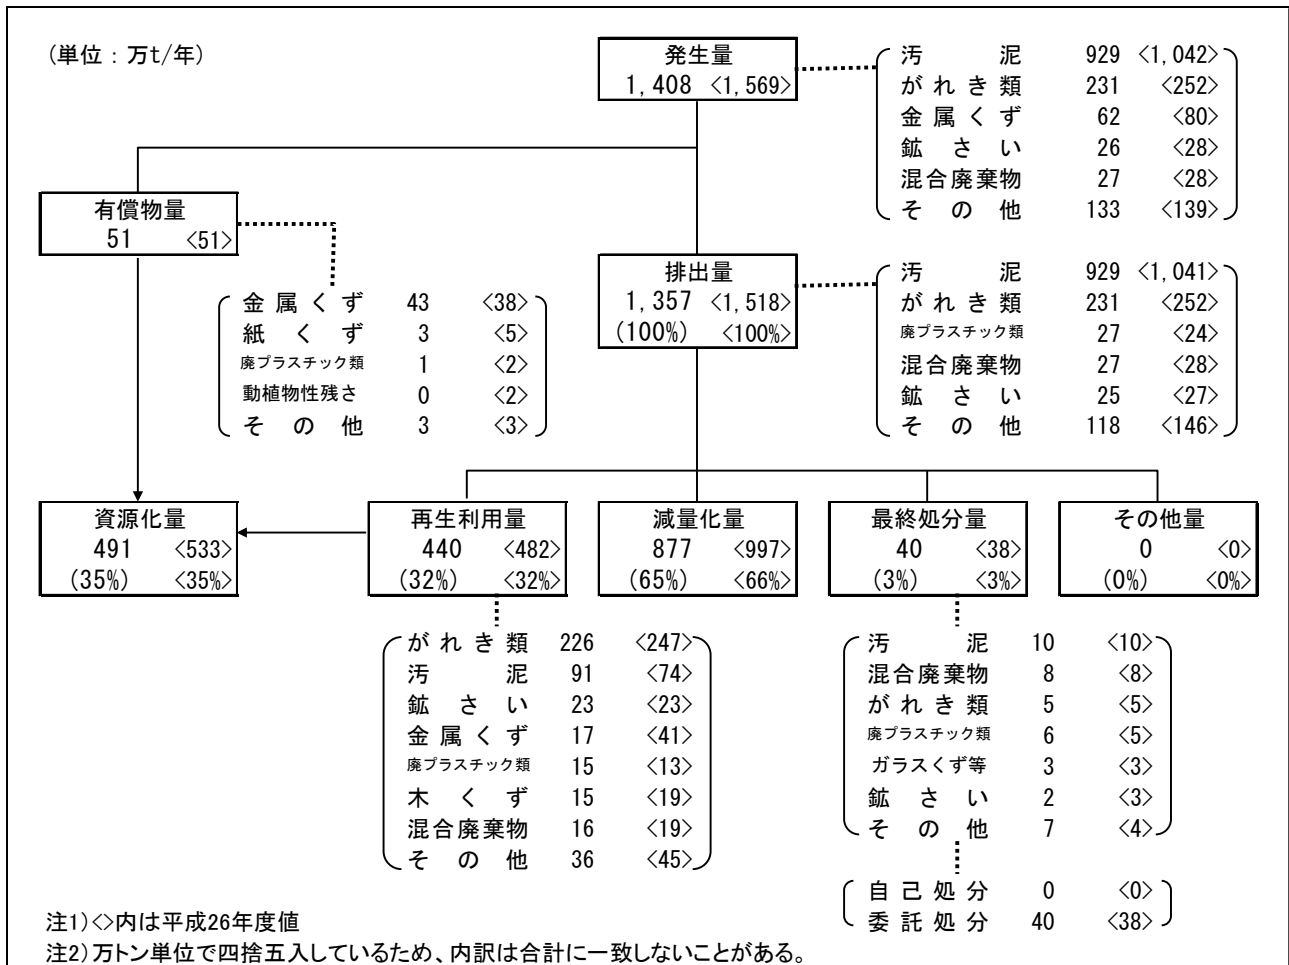 (単位：万t/年)
発生量
1,408 <1,569>
汚泥 929 <1,042>
がれき類 231 <252>
金属くず 62 <80>
鉱さい 26 <28>
混合廃棄物 27 <28>
その他 133 <139>
有償物量
51 <51>
金属くず 43 <38>
紙くず 3 <5>
廃プラスチック類 1 <2>
動植物性残さ 0 <2>
その他 3 <3>
排出量
1,357 <1,518>
(100%) <100%>
汚泥 929 <1,041>
がれき類 231 <252>
廃プラスチック類 27 <24>
混合廃棄物 27 <28>
鉱さい 25 <27>
その他 118 <146>
資源化量
491 <533>
(35%) <35%>
再生利用量
440 <482>
(32%) <32%>
減量化量
877 <997>
(65%) <66%>
最終処分量
40 <38>
(3%) <3%>
その他量
0 <0>
(0%) <0%>
がれき類 226 <247>
汚泥 91 <74>
鉱さい 23 <23>
金属くず 17 <41>
廃プラスチック類 15 <13>
木くず 15 <19>
混合廃棄物 16 <19>
その他 36 <45>
汚泥 10 <10>
混合廃棄物 8 <8>
がれき類 5 <5>
廃プラスチック類 6 <5>
ガラスくず等 3 <3>
鉱さい 2 <3>
その他 7 <4>
自己処分 0 <0>
委託処分 40 <38>
注1)<>内は平成26年度値
注2)万トン単位で四捨五入しているため、内訳は合計に一致しないことがある。